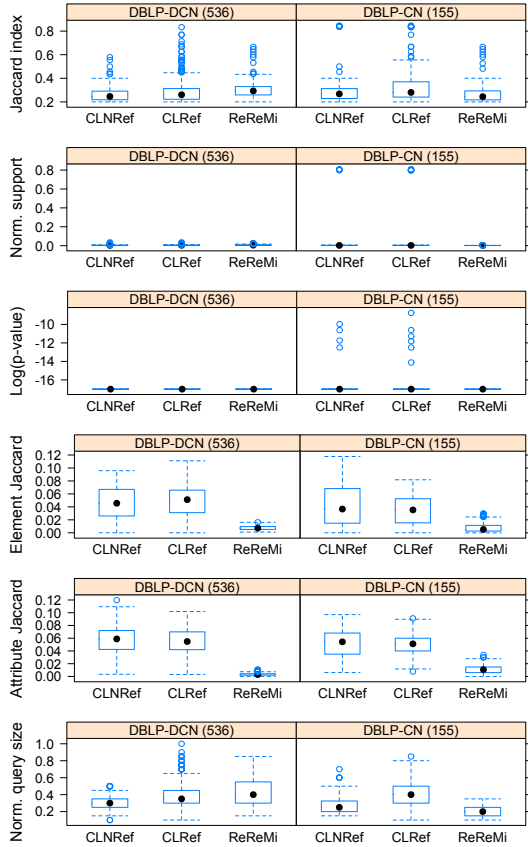 DBLP-DCN (536) DBLP-CN (155)
Jaccard index
0.8
0.6
0.4
0.2
CLNRef CLRef ReReMi CLNRef CLRef ReReMi
DBLP-DCN (536) DBLP-CN (155)
Norm. support
0.8
0.6
0.4
0.2
0.0
CLNRef CLRef ReReMi CLNRef CLRef ReReMi
DBLP-DCN (536) DBLP-CN (155)
Log(p-value)
-10
-12
-14
-16
CLNRef CLRef ReReMi CLNRef CLRef ReReMi
DBLP-DCN (536) DBLP-CN (155)
Element Jaccard
0.12
0.10
0.08
0.06
0.04
0.02
0.00
CLNRef CLRef ReReMi CLNRef CLRef ReReMi
DBLP-DCN (536) DBLP-CN (155)
Attribute Jaccard
0.12
0.10
0.08
0.06
0.04
0.02
0.00
CLNRef CLRef ReReMi CLNRef CLRef ReReMi
DBLP-DCN (536) DBLP-CN (155)
Norm. query size
1.0
0.8
0.6
0.4
0.2
CLNRef CLRef ReReMi CLNRef CLRef ReReMi